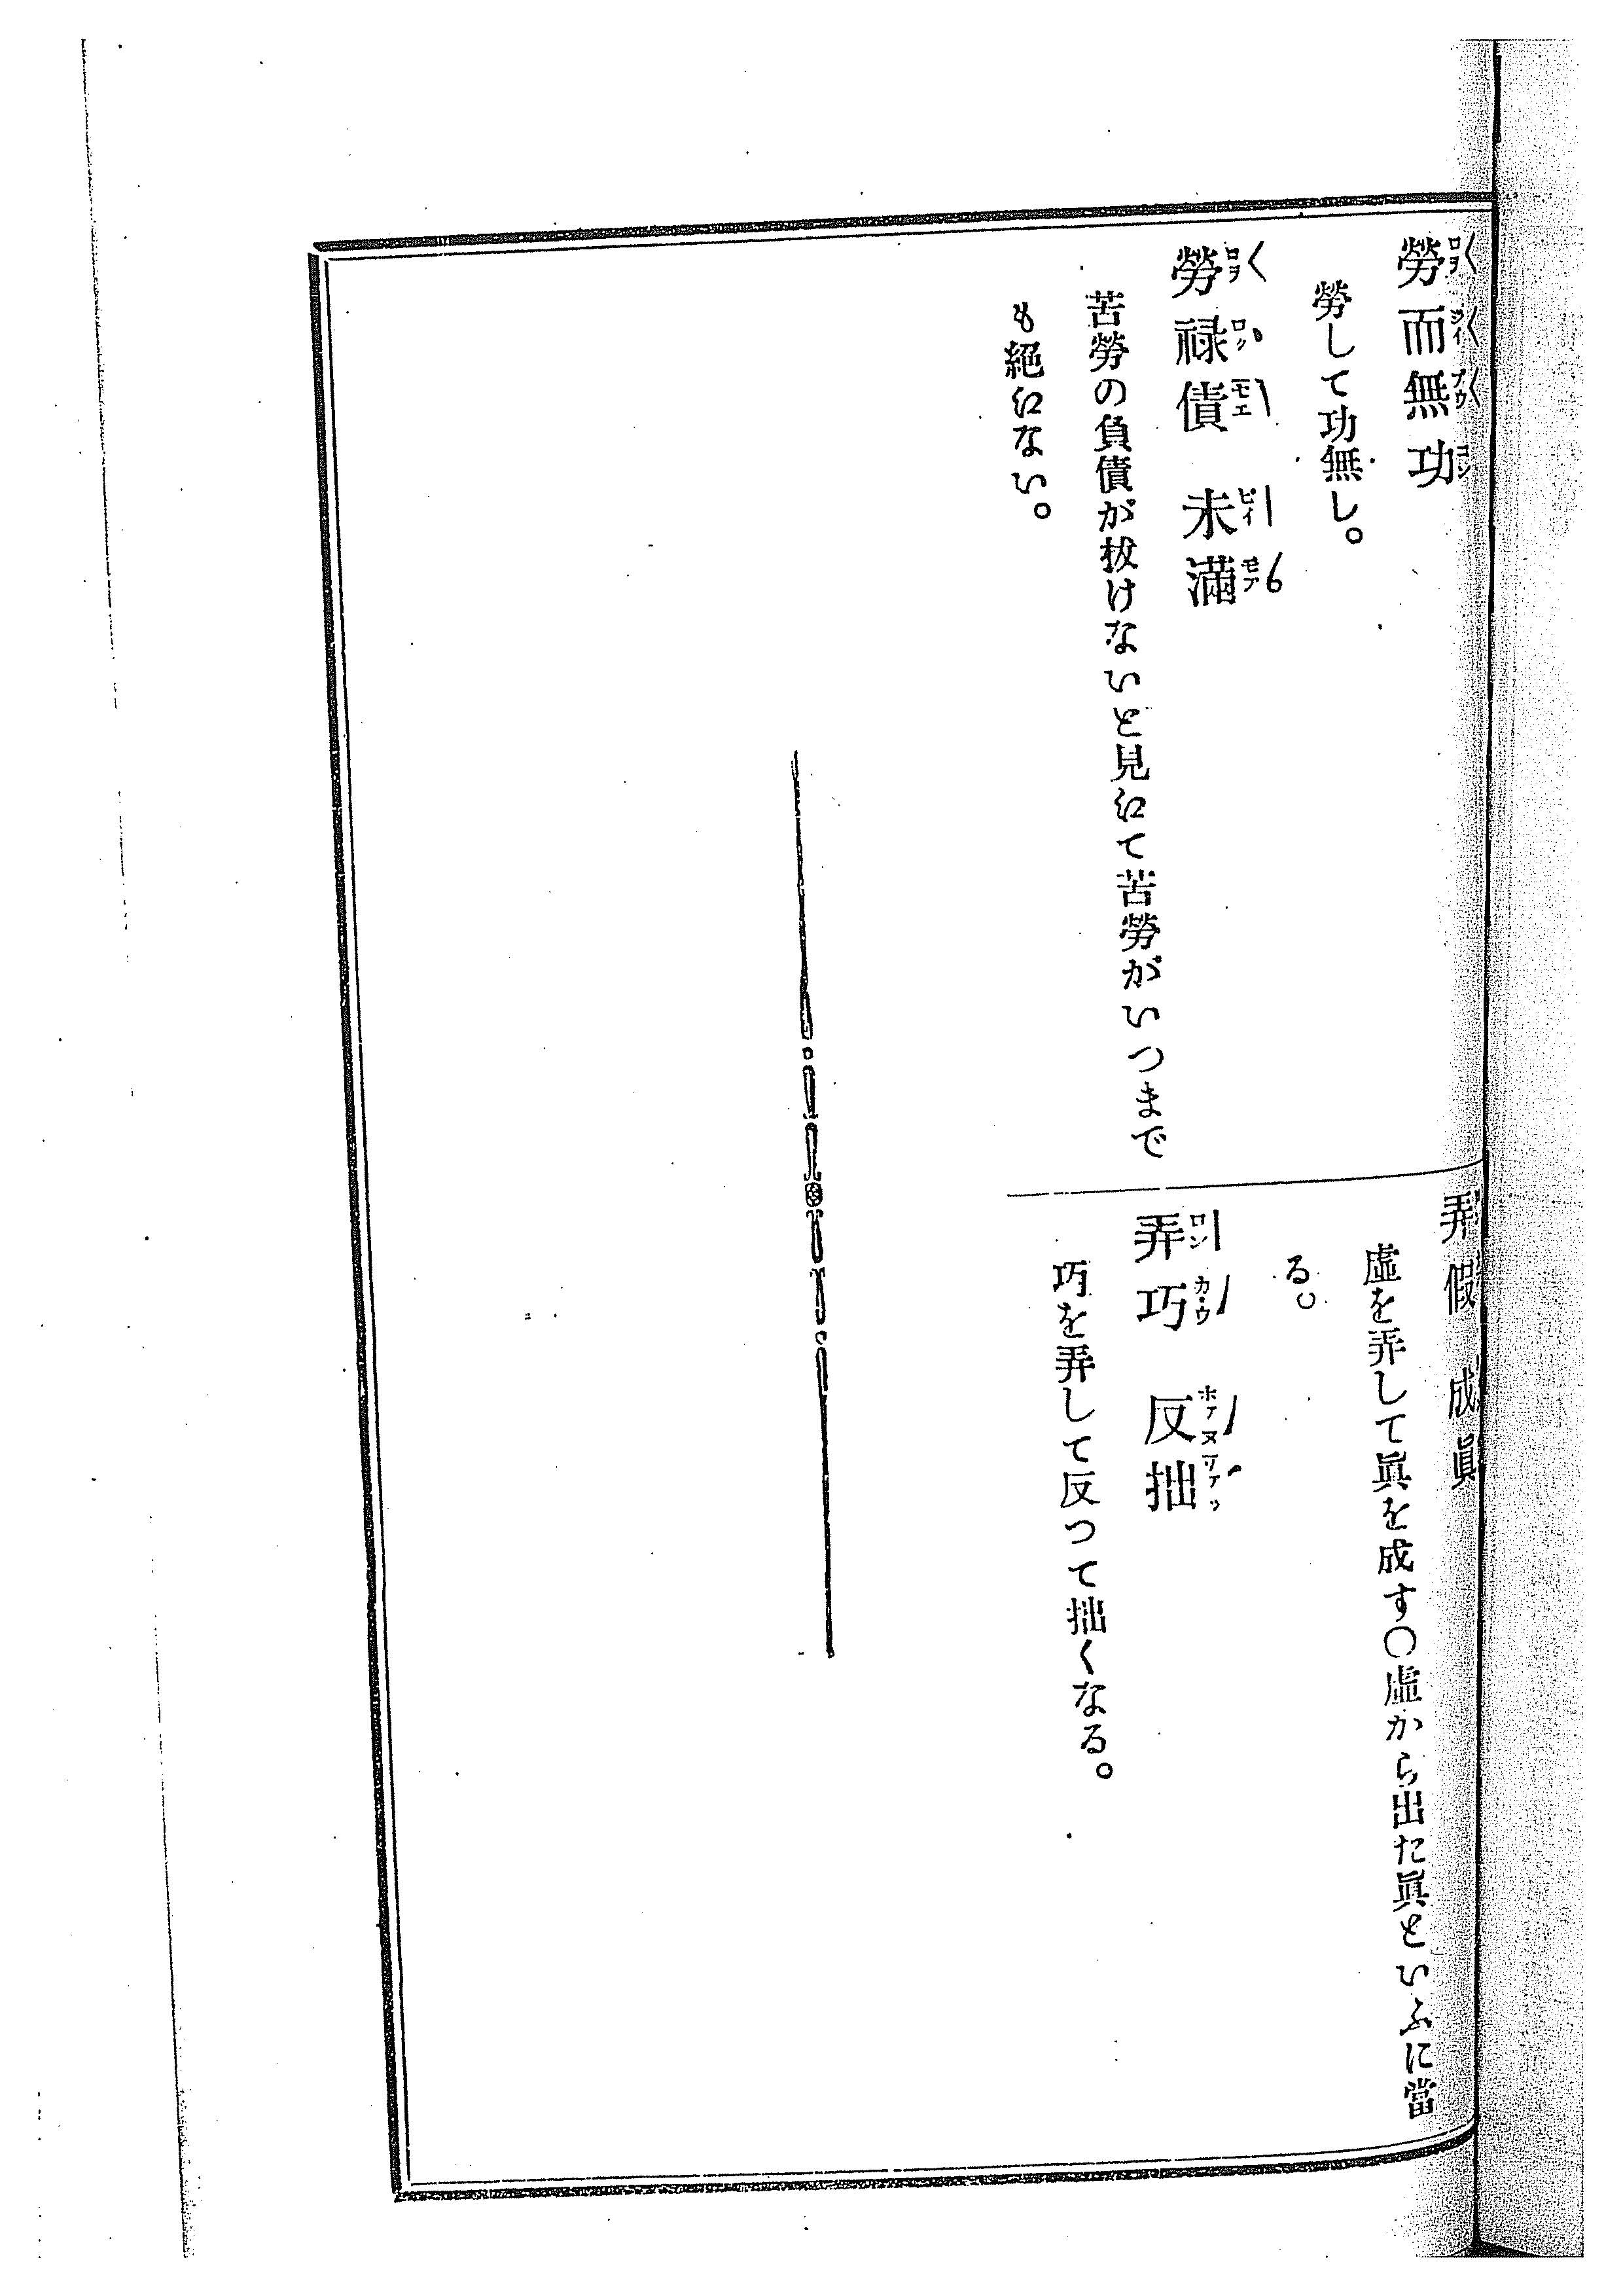 勞而無功
勞して功無し。
勞祿債　未滿
苦勞の負債が拔けないと見えて苦勞がいつまで
も絕えない。
弄假　成眞
虛を弄して眞を成す〇虛から出た眞といふに當
る。
弄巧　反拙
巧を弄して反つて拙くなる。